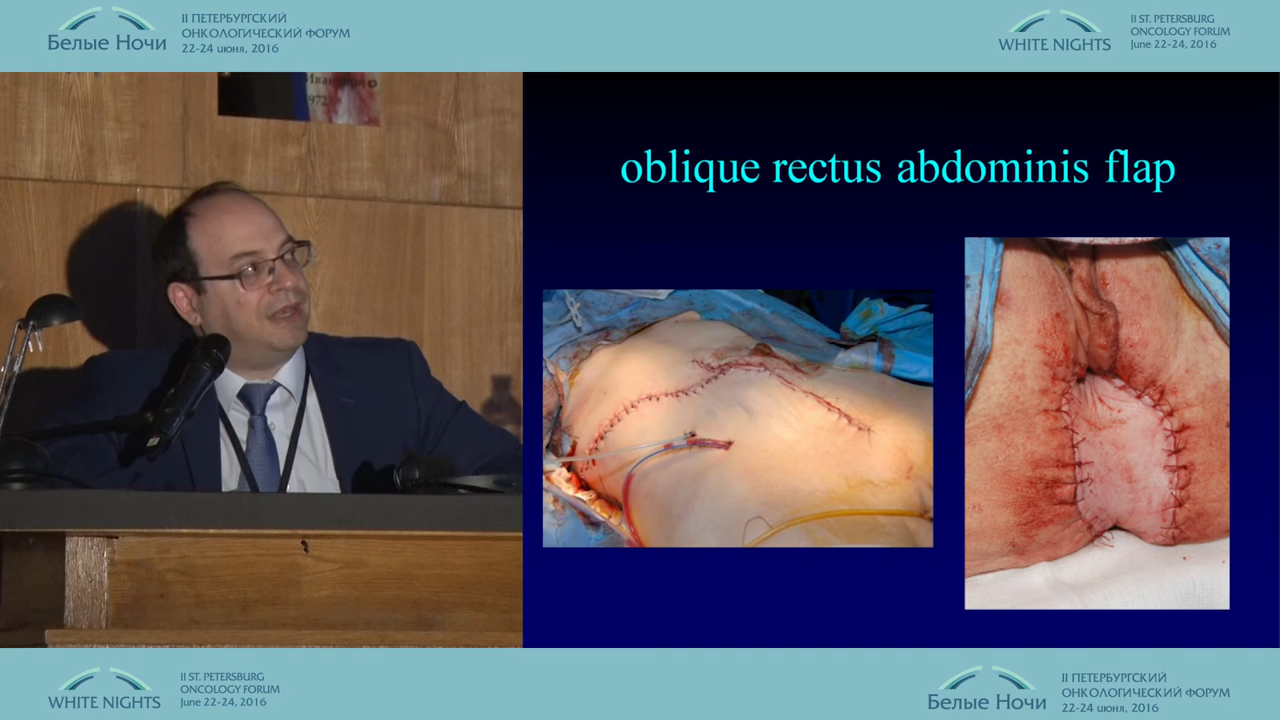 Белые Ночи
II ПЕТЕРБУРГСКИЙ
ОНКОЛОГИЧЕСКИЙ ФОРУМ
22-24 июня, 2016
WHITE NIGHTS
II ST. PETERSBURG
ONCOLOGY FORUM
June 22-24, 2016
972
oblique rectus abdominis flap
WHITE NIGHTS
II ST. PETERSBURG
ONCOLOGY FORUM
June 22-24, 2016
Белые Ночи
II ПЕТЕРБУРГСКИЙ
ОНКОЛОГИЧЕСКИЙ ФОРУМ
22-24 июня, 2016